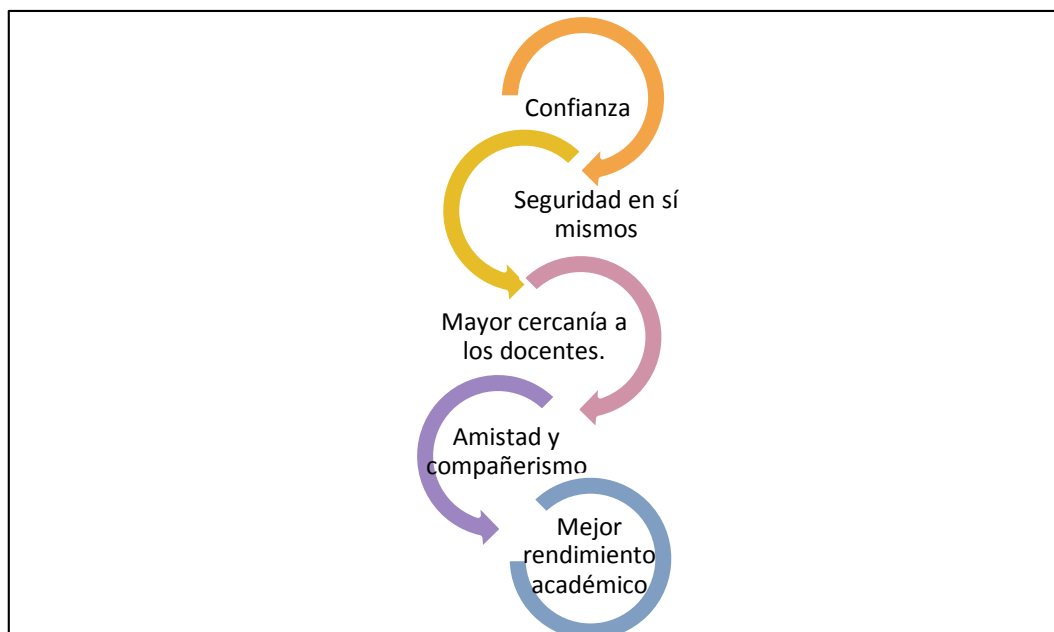 Confianza
Seguridad en sí
mismos
Mayor cercanía a
los docentes.
Amistad y
compañerismo
Mejor
rendimiento
académico